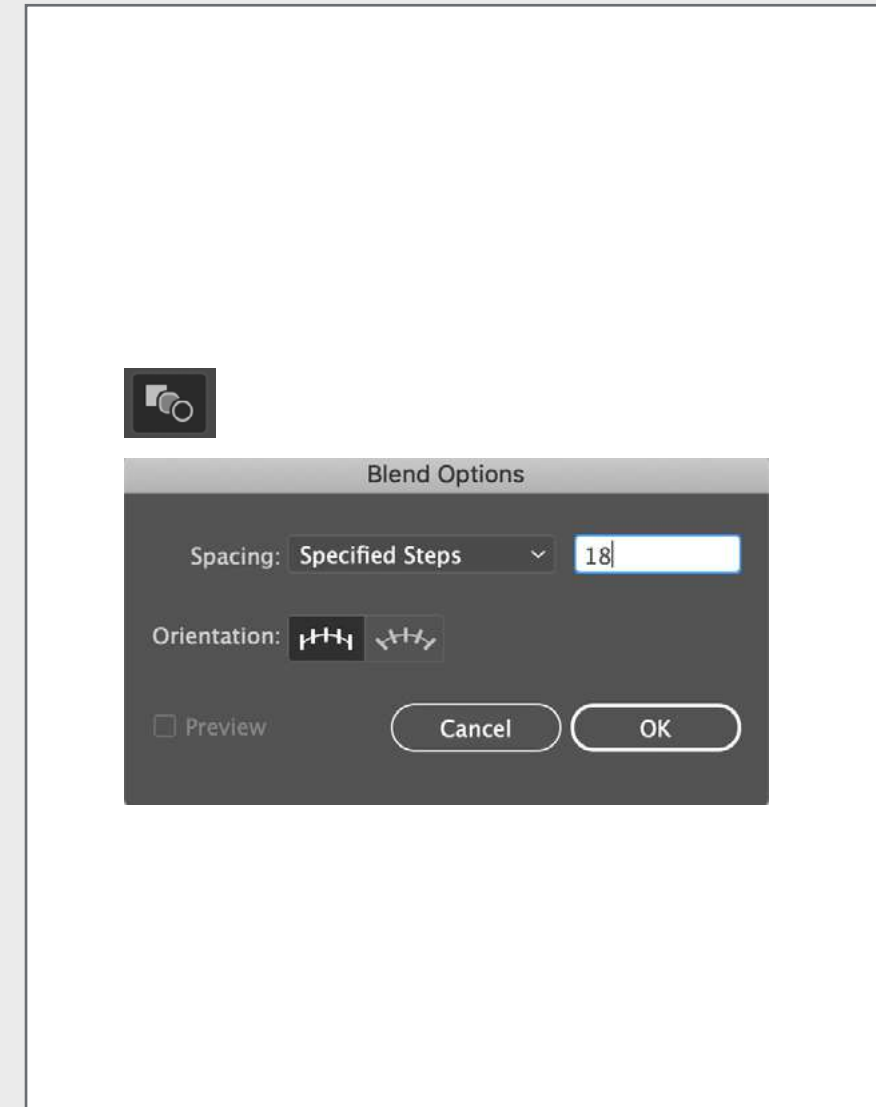 Blend Options
Spacing: Specified Steps 18
Orientation:
Preview Cancel OK